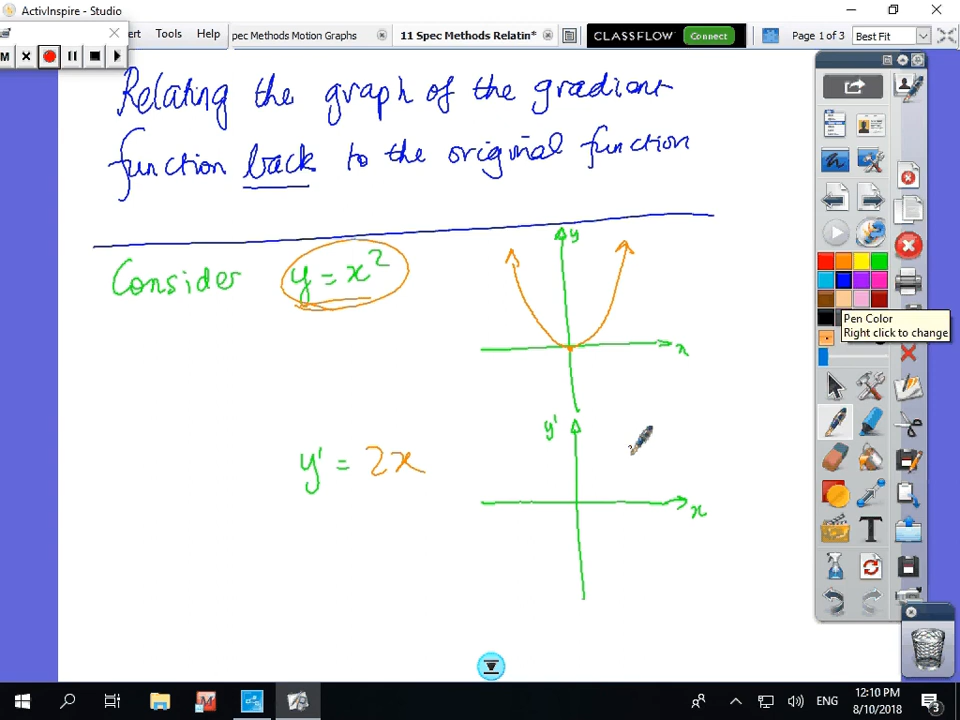 ActivInspire - Studio
ert Tools Help pec Methods Motion Graphs 11 Spec Methods Relatin* CLASSFLOW Connect Page 1 of 3 Best Fit
M
Relating the graph of the gradient
function back to the original function
Consider y = x²
y
x
Pen Color
Right click to change
y'
y' = 2x
x
T
ENG
12:10 PM
8/10/2018
3